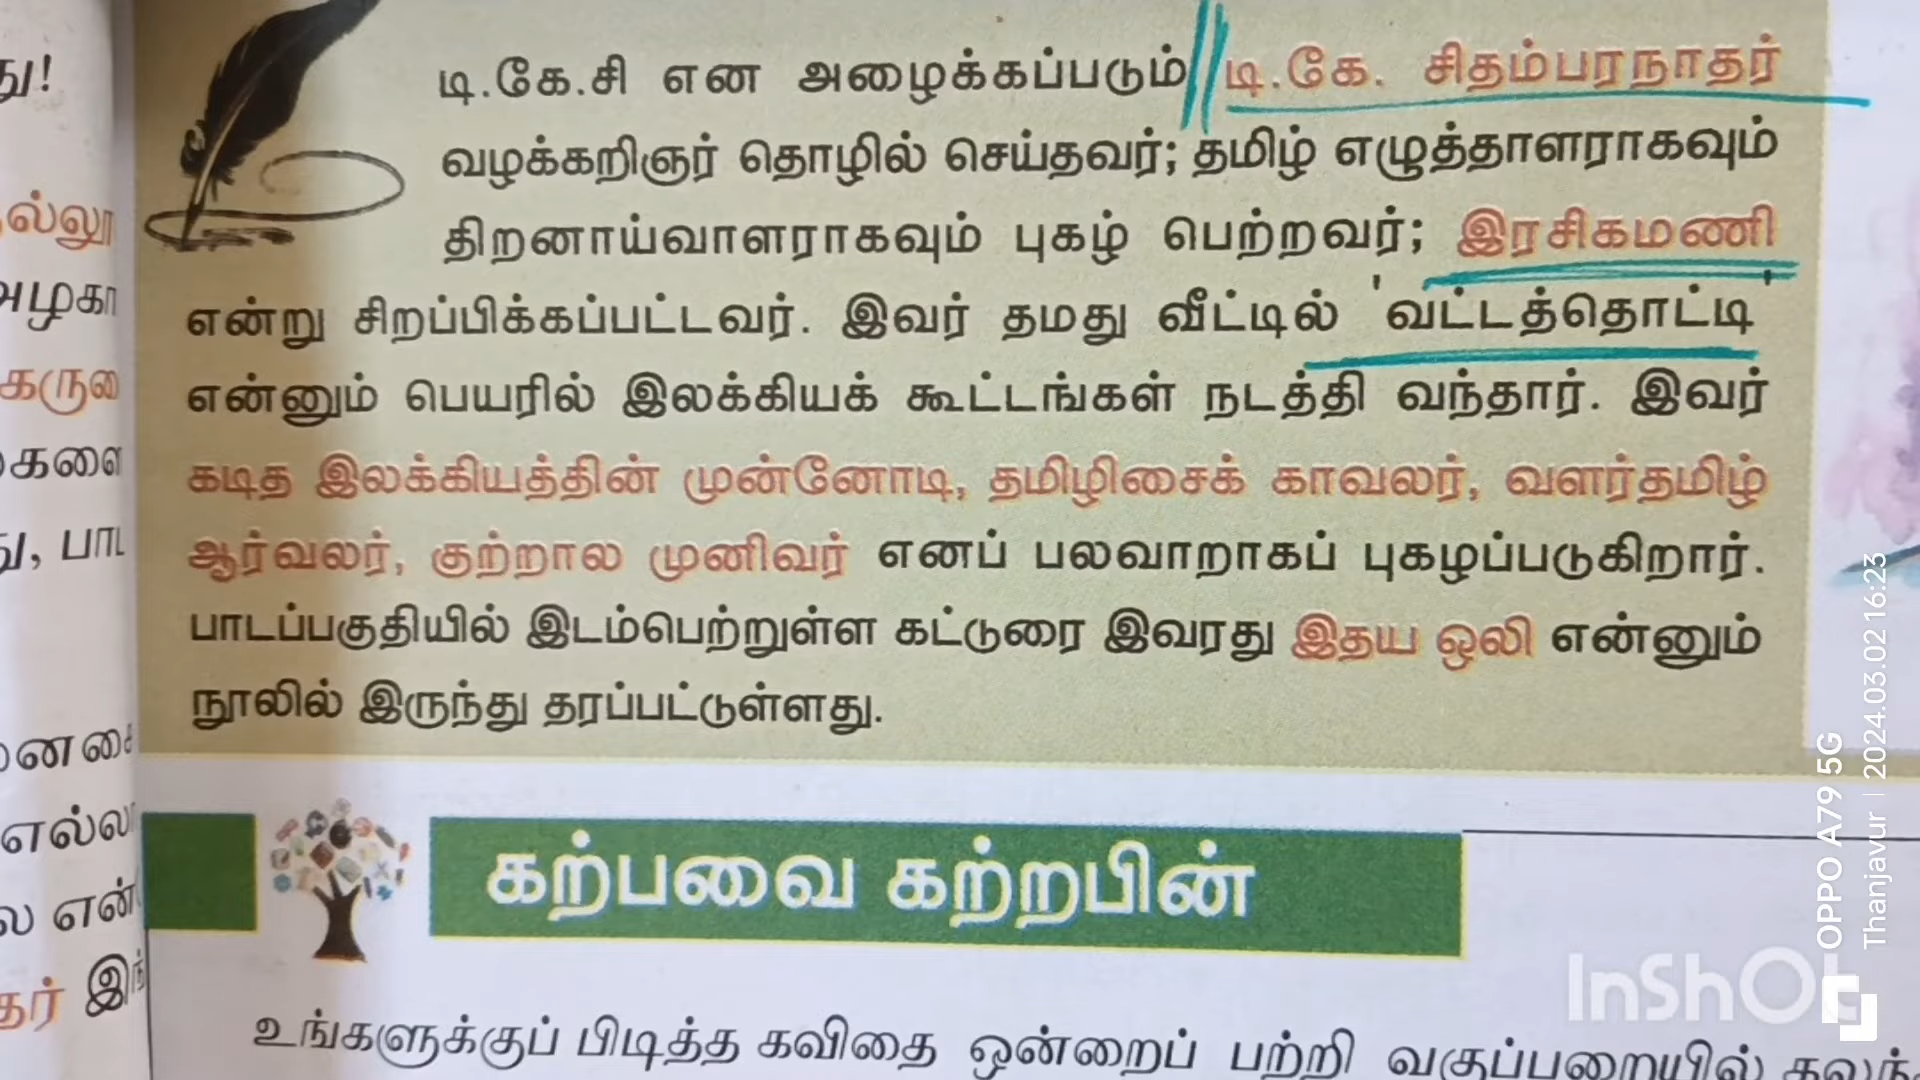 டி.கே.சி என அழைக்கப்படும் டி.கே. சிதம்பரநாதர்
வழக்கறிஞர் தொழில் செய்தவர்; தமிழ் எழுத்தாளராகவும்
திறனாய்வாளராகவும் புகழ் பெற்றவர்; இரசிகமணி
என்று சிறப்பிக்கப்பட்டவர். இவர் தமது வீட்டில் 'வட்டத்தொட்டி'
என்னும் பெயரில் இலக்கியக் கூட்டங்கள் நடத்தி வந்தார். இவர்
கடித இலக்கியத்தின் முன்னோடி, தமிழிசைக் காவலர், வளர்தமிழ்
ஆர்வலர், குற்றால முனிவர் எனப் பலவாறாகப் புகழப்படுகிறார்.
பாடப்பகுதியில் இடம்பெற்றுள்ள கட்டுரை இவரது இதய ஒலி என்னும்
நூலில் இருந்து தரப்பட்டுள்ளது.
கற்பவை கற்றபின்
உங்களுக்குப் பிடித்த கவிதை ஒன்றைப் பற்றி வகுப்பறையில்
OPPO A79 5G
Thanjavur | 2024.03.02 16:23
InShOt